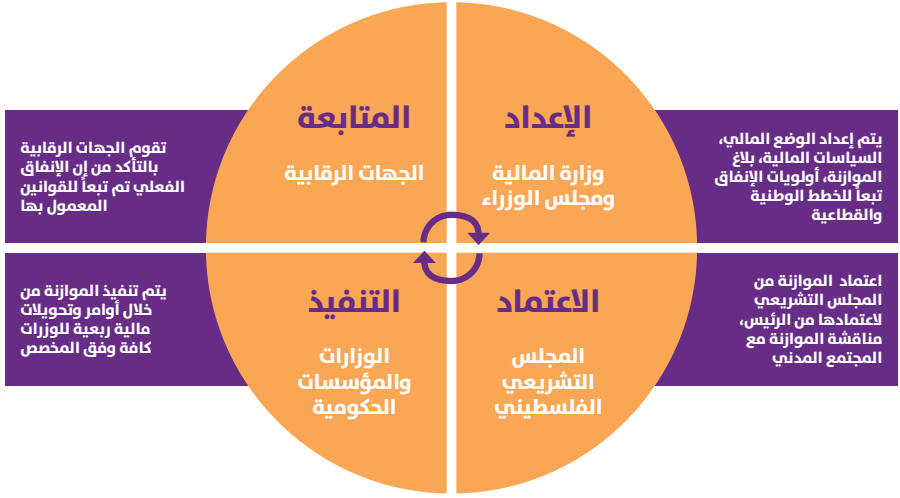 الإعداد
وزارة المالية
ومجلس الوزراء
يتم إعداد الوضع المالي،
السياسات المالية، بلاغ
الموازنة، أولويات الإنفاق
تبعاً للخطط الوطنية
والقطاعية
الاعتماد
المجلس
التشريعي
الفلسطيني
اعتماد الموازنة من
المجلس التشريعي
لاعتمادها من الرئيس،
مناقشة الموازنة مع
المجتمع المدني
التنفيذ
الوزارات
والمؤسسات
الحكومية
يتم تنفيذ الموازنة من
خلال أوامر وتحويلات
مالية ربعية للوزرات
كافة وفق المخصص
المتابعة
الجهات الرقابية
تقوم الجهات الرقابية
بالتأكد من إن الإنفاق
الفعلي تم تبعاً للقوانين
المعمول بها